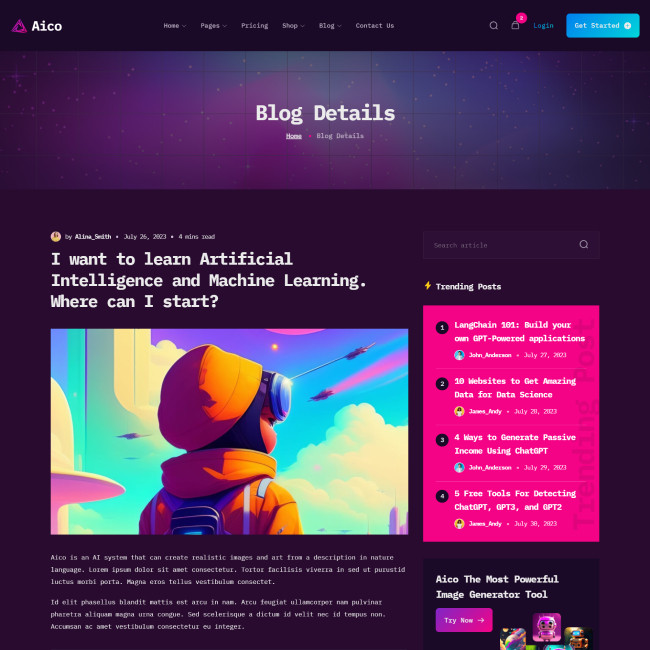 Aico
Home Pages Pricing Shop Blog Contact Us
2
Login
Get Started
Blog Details
Home Blog Details
by Alina_Smith • July 26, 2023 • 4 mins read
I want to learn Artificial
Intelligence and Machine Learning.
Where can I start?
Aico is an AI system that can create realistic images and art from a description in nature
language. Lorem ipsum dolor sit amet consectetur. Tortor facilisis viverra in sed ut purustid
luctus morbi porta. Magna eros tellus vestibulum consectet.
Id elit phasellus blandit mattis est arcu in nam. Arcu feugiat ullamcorper nam pulvinar
pharetra aliquam magna urna congue. Sed scelerisque a dictum id velit nec id tempus non.
Accumsan ac amet vestibulum consectetur eu integer.
Search article
Trending Posts
Trending Post
1 LangChain 101: Build your
own GPT-Powered applications
John_Anderson • July 27, 2023
2 10 Websites to Get Amazing
Data for Data Science
James_Andy • July 28, 2023
3 4 Ways to Generate Passive
Income Using ChatGPT
John_Anderson • July 29, 2023
4 5 Free Tools For Detecting
ChatGPT, GPT3, and GPT2
James_Andy • July 30, 2023
Aico The Most Powerful
Image Generator Tool
Try Now